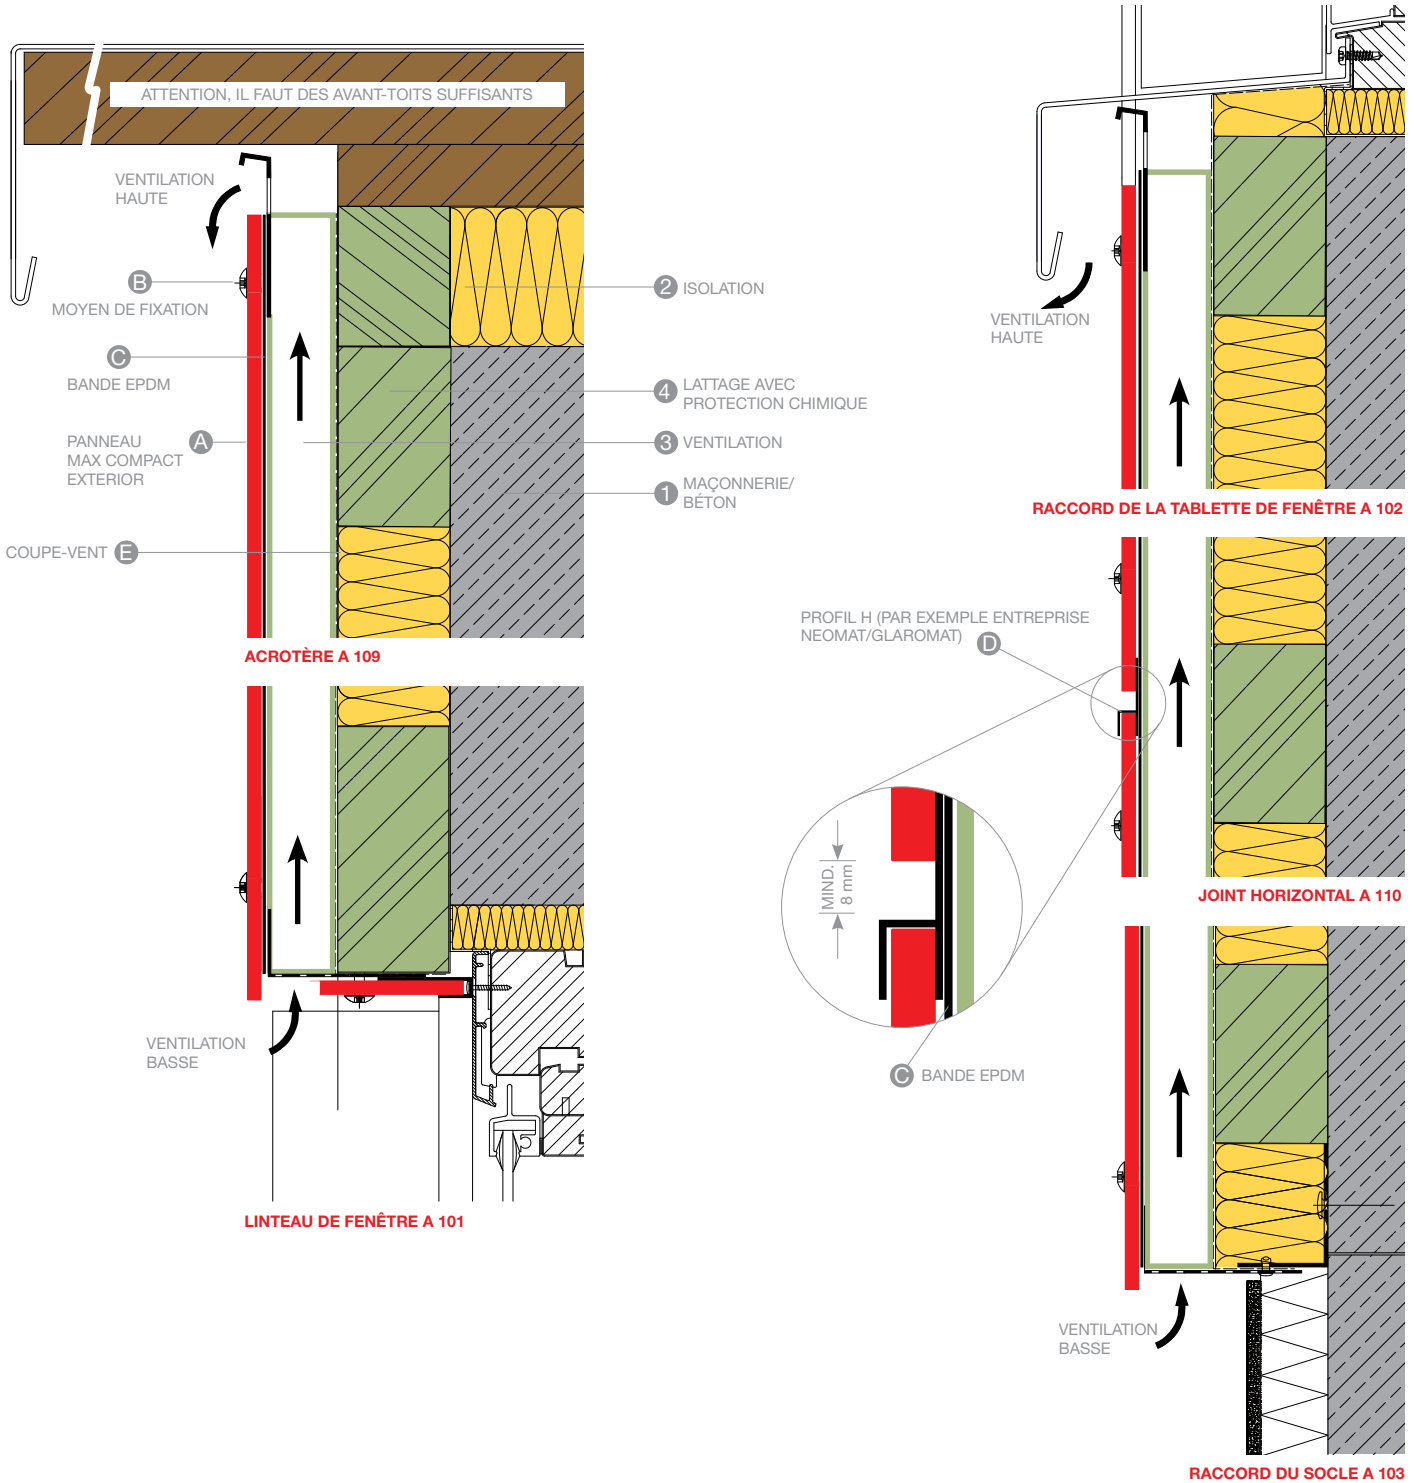 ATTENTION, IL FAUT DES AVANT-TOITS SUFFISANTS
VENTILATION
HAUTE
B
MOYEN DE FIXATION
C
BANDE EPDM
PANNEAU
MAX COMPACT
EXTERIOR
A
COUPE-VENT E
2 ISOLATION
4 LATTAGE AVEC
PROTECTION CHIMIQUE
3 VENTILATION
1 MAÇONNERIE/
BÉTON
ACROTÈRE A 109
VENTILATION
BASSE
LINTEAU DE FENÊTRE A 101
VENTILATION
HAUTE
RACCORD DE LA TABLETTE DE FENÊTRE A 102
PROFIL H (PAR EXEMPLE ENTREPRISE
NEOMAT/GLAROMAT)
D
MIND.
8 mm
C BANDE EPDM
JOINT HORIZONTAL A 110
VENTILATION
BASSE
RACCORD DU SOCLE A 103